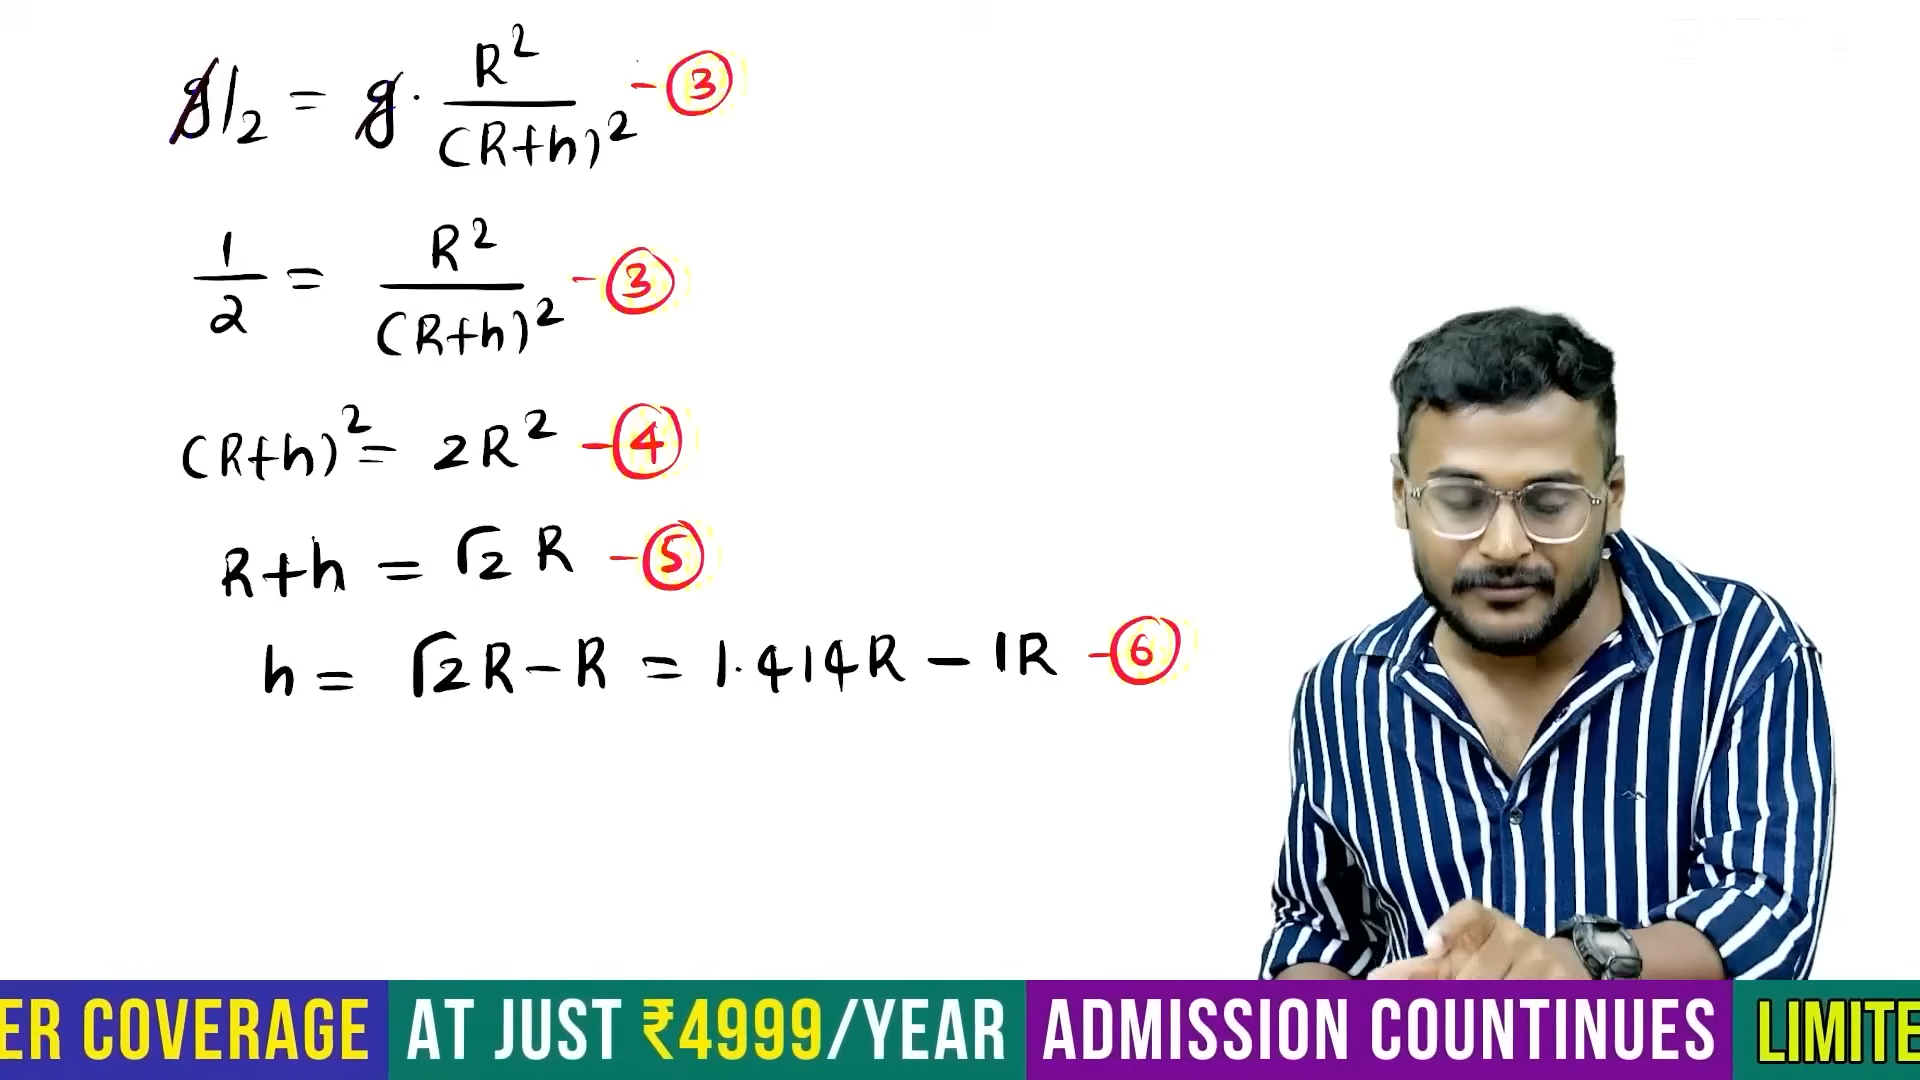 g/2 = g · R²/(R+h)² - ③
1/2 = R²/(R+h)² - ③
(R+h)² = 2R² - ④
R+h = √2 R - ⑤
h = √2R - R = 1.414R - 1R - ⑥
ER COVERAGE AT JUST ₹4999/YEAR ADMISSION COUNTINUES LIMITE